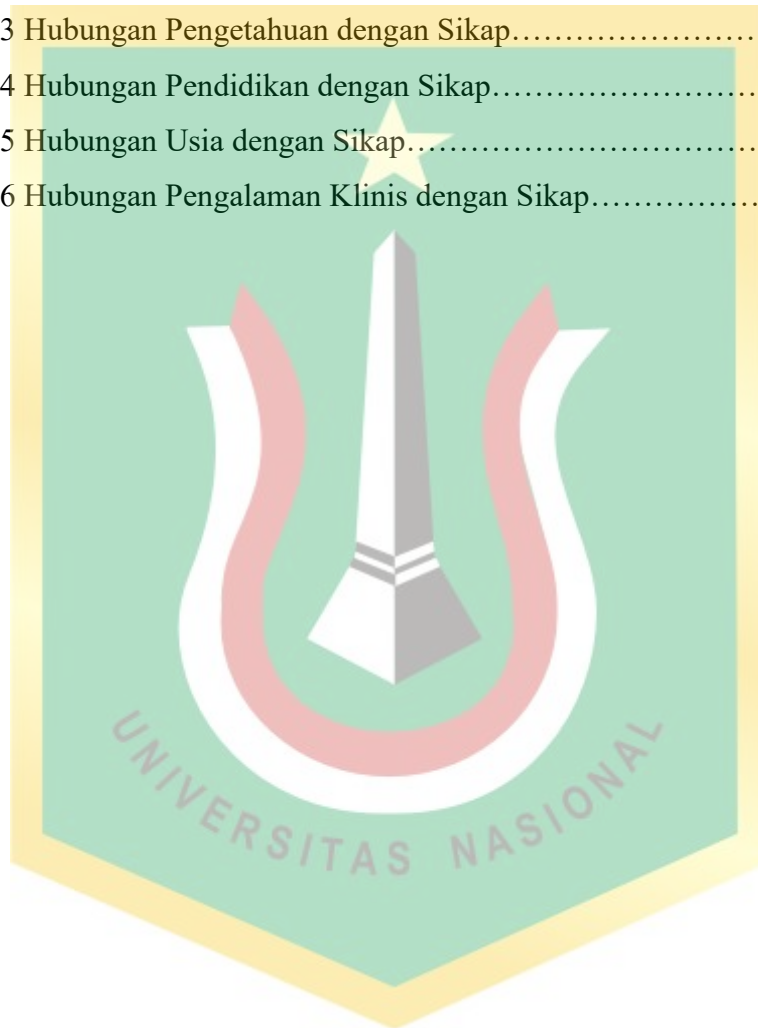 3 Hubungan Pengetahuan dengan Sikap……………………
4 Hubungan Pendidikan dengan Sikap………………………
5 Hubungan Usia dengan Sikap………………………………
6 Hubungan Pengalaman Klinis dengan Sikap………………
UNIVERSITAS NASIONAL